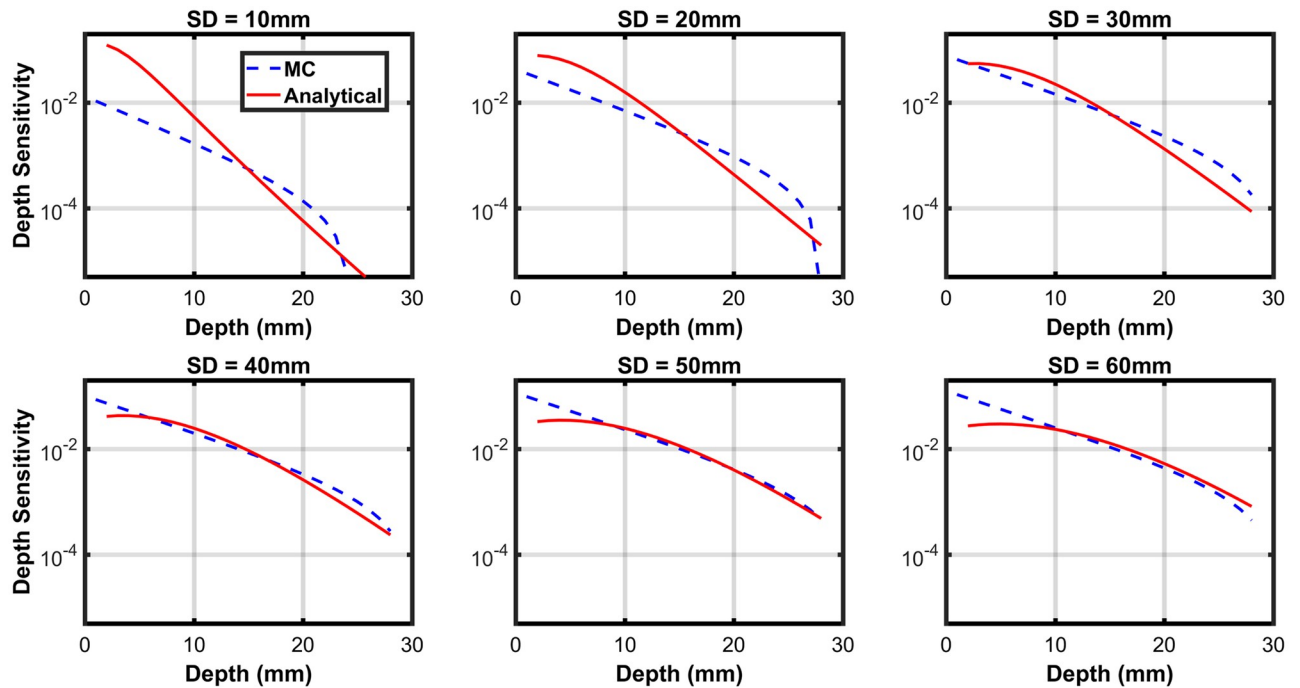 SD = 10mm
SD = 20mm
SD = 30mm
MC
Analytical
Depth Sensitivity
10-2
10-4
0
10
20
30
Depth (mm)
10-2
10-4
0
10
20
30
Depth (mm)
10-2
10-4
0
10
20
30
Depth (mm)
SD = 40mm
SD = 50mm
SD = 60mm
Depth Sensitivity
10-2
10-4
0
10
20
30
Depth (mm)
10-2
10-4
0
10
20
30
Depth (mm)
10-2
10-4
0
10
20
30
Depth (mm)